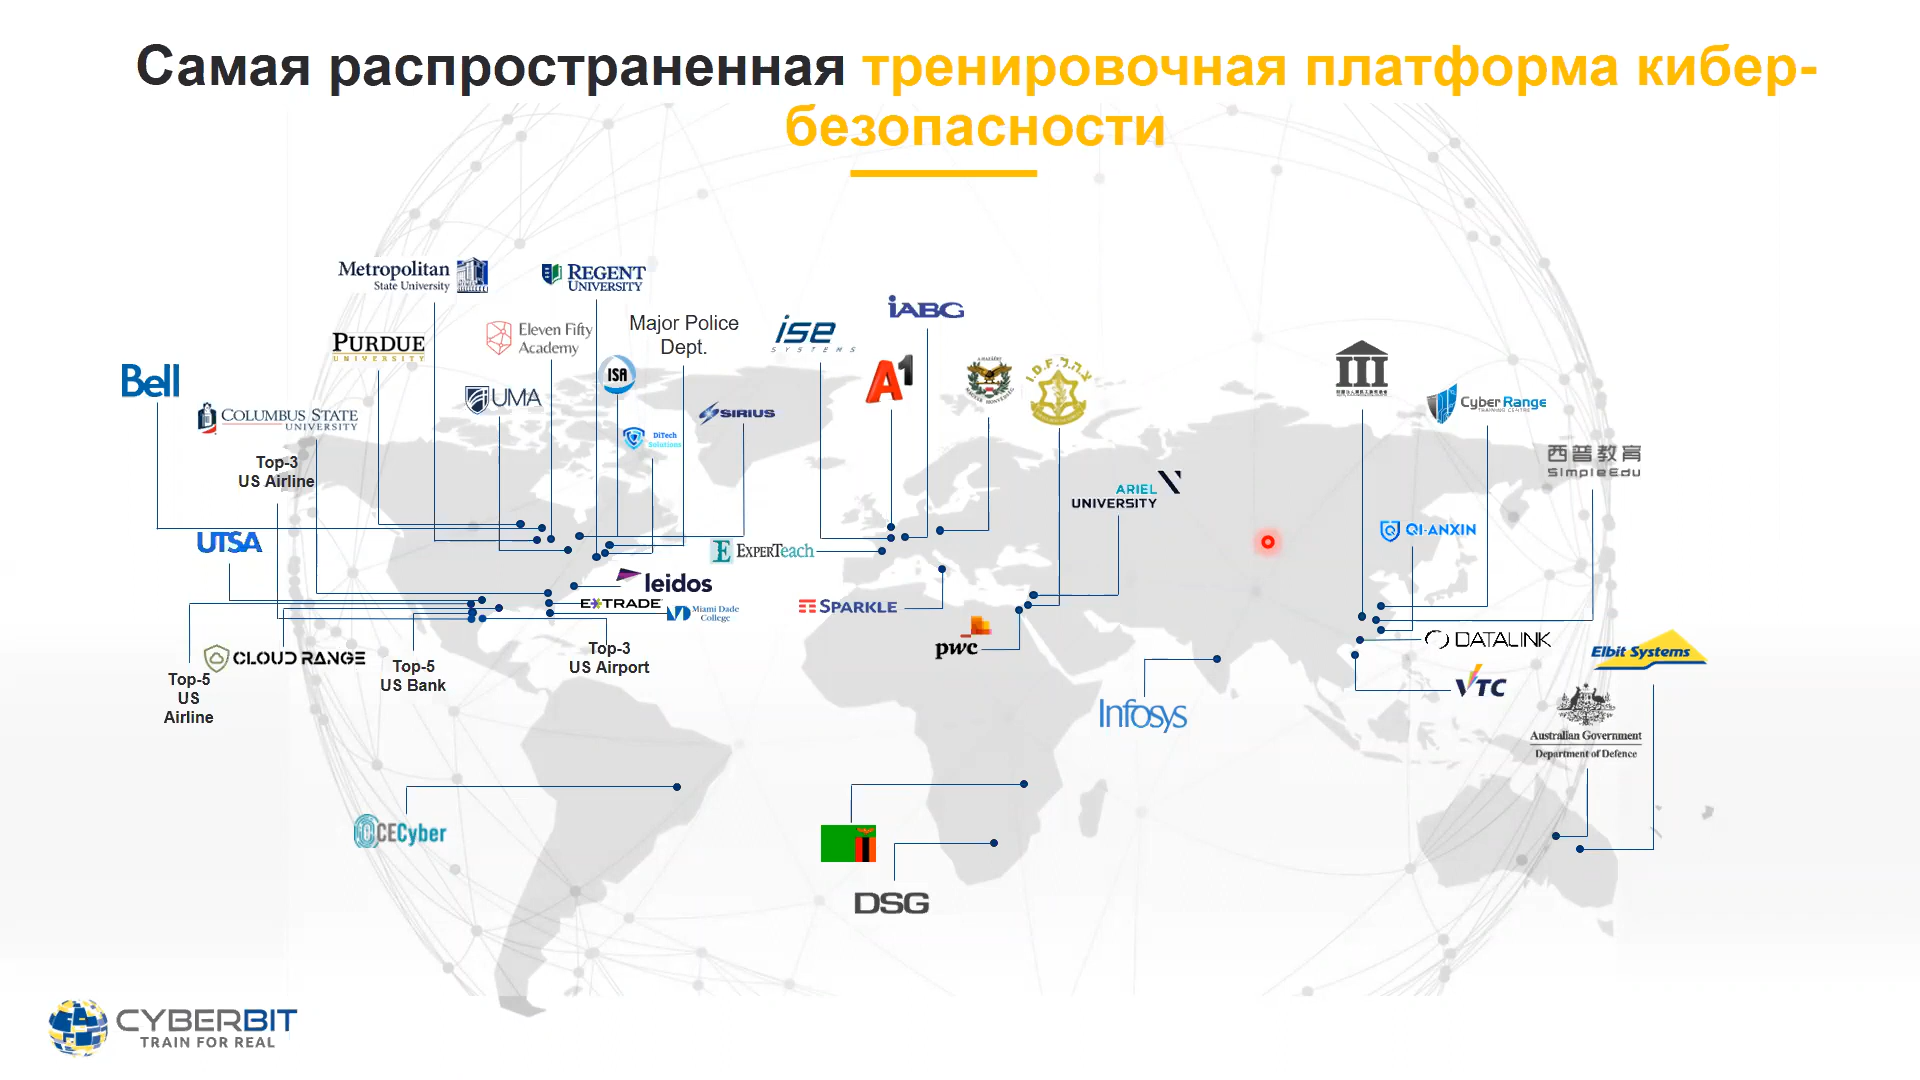 Самая распространенная тренировочная платформа кибер-
безопасности
Metropolitan
State University
REGENT
UNIVERSITY
iABG
Major Police
Dept.
ise
SYSTEMS
Eleven Fifty
Academy
PURDUE
UNIVERSITY
ISA
A1
Bell
UMA
SIRIUS
Cyber Range
TRAINING CENTRE
COLUMBUS STATE
UNIVERSITY
DiTech
Solutions
Top-3
US Airline
西普教育
SimpleEdu
ARIEL
UNIVERSITY
QI-ANXIN
UTSA
EXPERTEACH
leidos
E*TRADE
Miami Dade
College
SPARKLE
pwc
DATALINK
Elbit Systems
CLOUD RANGE
Top-5
US
Airline
Top-5
US Bank
Top-3
US Airport
VTC
Infosys
Australian Government
Department of Defence
CECyber
DSG
CYBERBIT
TRAIN FOR REAL